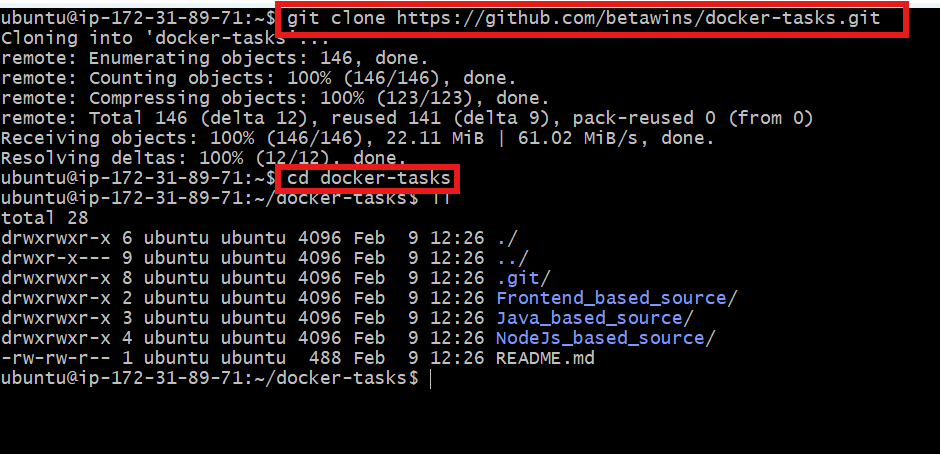 ubuntu@ip-172-31-89-71:~$ git clone https://github.com/betawins/docker-tasks.git
Cloning into 'docker-tasks'...
remote: Enumerating objects: 146, done.
remote: Counting objects: 100% (146/146), done.
remote: Compressing objects: 100% (123/123), done.
remote: Total 146 (delta 12), reused 141 (delta 9), pack-reused 0 (from 0)
Receiving objects: 100% (146/146), 22.11 MiB | 61.02 MiB/s, done.
Resolving deltas: 100% (12/12), done.
ubuntu@ip-172-31-89-71:~$ cd docker-tasks
ubuntu@ip-172-31-89-71:~/docker-tasks$ ll
total 28
drwxrwxr-x 6 ubuntu ubuntu 4096 Feb  9 12:26 ./
drwxr-x--- 9 ubuntu ubuntu 4096 Feb  9 12:26 ../
drwxrwxr-x 8 ubuntu ubuntu 4096 Feb  9 12:26 .git/
drwxrwxr-x 2 ubuntu ubuntu 4096 Feb  9 12:26 Frontend_based_source/
drwxrwxr-x 3 ubuntu ubuntu 4096 Feb  9 12:26 Java_based_source/
drwxrwxr-x 4 ubuntu ubuntu 4096 Feb  9 12:26 NodeJs_based_source/
-rw-rw-r-- 1 ubuntu ubuntu  488 Feb  9 12:26 README.md
ubuntu@ip-172-31-89-71:~/docker-tasks$